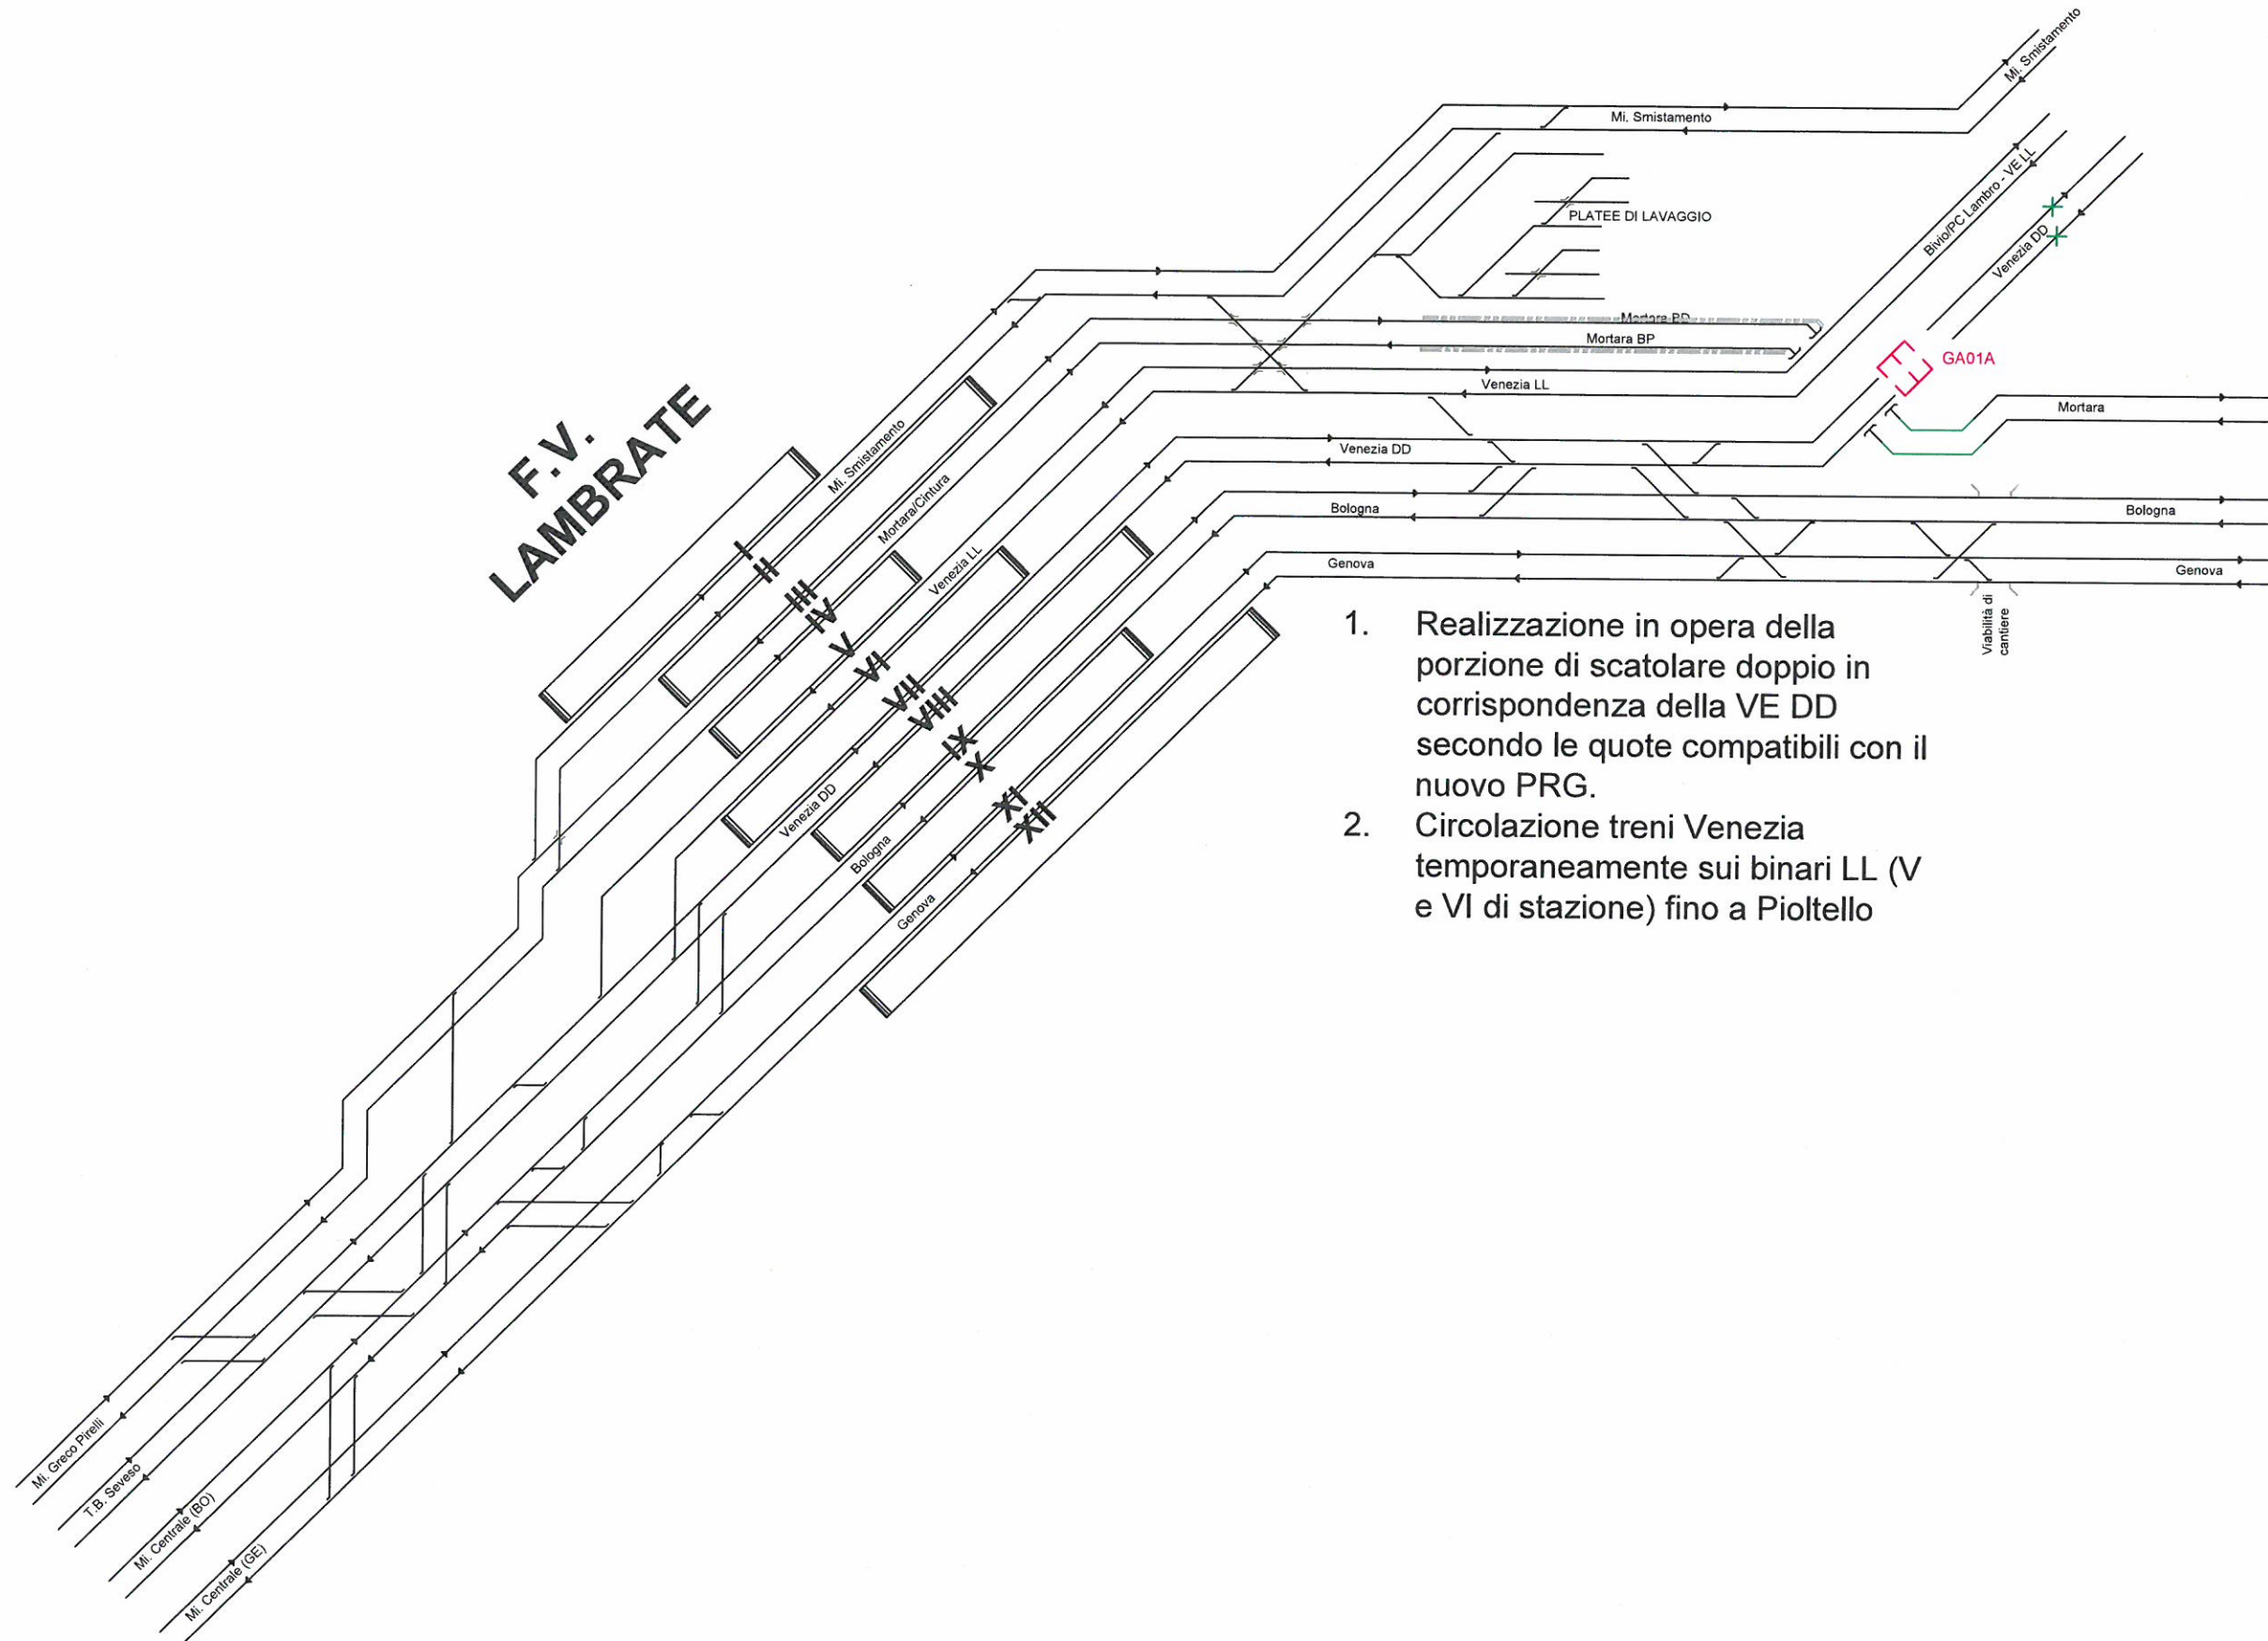 Mi. Smistamento
Mi. Smistamento
PLATEE DI LAVAGGIO
Bivio/PC Lambro - VE LL
Venezia DD
Mortara BD
Mortara BP
GA01A
Venezia LL
Mortara
F.V.
LAMBRATE
Mi. Smistamento
Mortara/Cintura
Venezia LL
Venezia DD
Bologna
Bologna
Genova
Genova
Viabilità di
cantiere
I
II
III
IV
V
VI
VII
VIII
IX
X
XI
XII
Venezia DD
Bologna
Genova
1. Realizzazione in opera della
porzione di scatolare doppio in
corrispondenza della VE DD
secondo le quote compatibili con il
nuovo PRG.
2. Circolazione treni Venezia
temporaneamente sui binari LL (V
e VI di stazione) fino a Pioltello
Mi. Greco Pirelli
T.B. Seveso
Mi. Centrale (BO)
Mi. Centrale (GE)